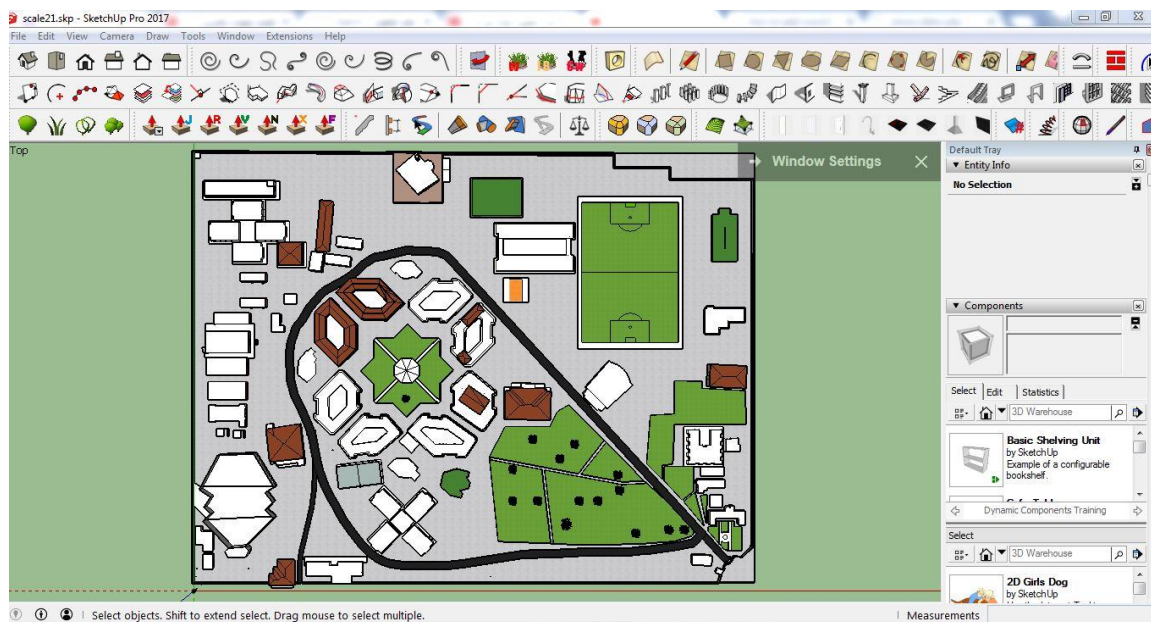 scale21.skp - SketchUp Pro 2017
File Edit View Camera Draw Tools Window Extensions Help
J R V N X F
Top
Window Settings
Default Tray
Entity Info
No Selection
Components
Select Edit Statistics
3D Warehouse
Basic Shelving Unit
by SketchUp
Example of a configurable
bookshelf.
Dynamic Components Training
Select
3D Warehouse
2D Girls Dog
by SketchUp
Select objects. Shift to extend select. Drag mouse to select multiple.
Measurements